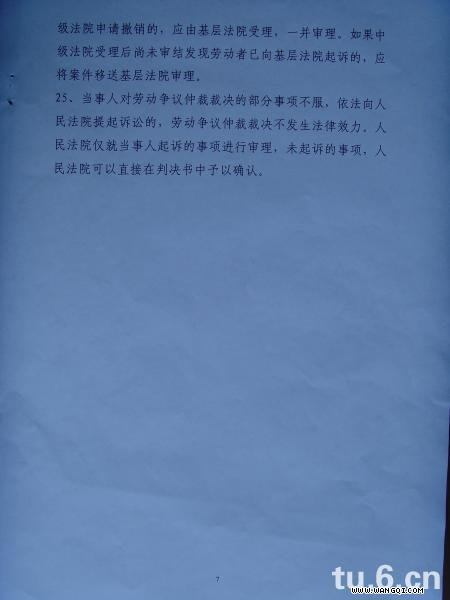 级法院申请撤销的，应由基层法院受理，一并审理。如果中
级法院受理后尚未审结发现劳动者已向基层法院起诉的，应
将案件移送基层法院审理。
25、当事人对劳动争议仲裁裁决的部分事项不服，依法向人
民法院提起诉讼的，劳动争议仲裁裁决不发生法律效力。人
民法院仅就当事人起诉的事项进行审理，未起诉的事项，人
民法院可以直接在判决书中予以确认。
7
tu.6.cn
www.wangqi.com